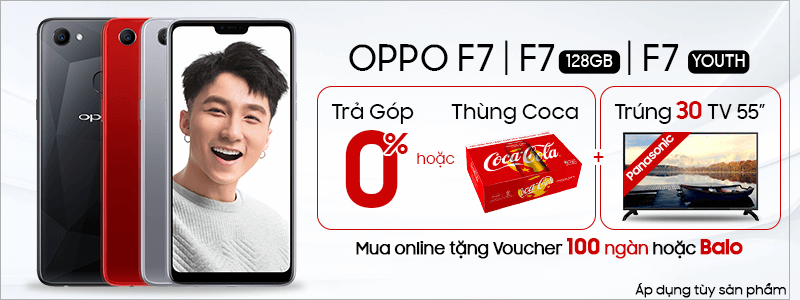 OPPO F7 | F7 128GB | F7 YOUTH
Trả Góp
0%
hoặc
Thùng Coca
Coca-Cola
+
Trúng 30 TV 55"
Panasonic
Mua online tặng Voucher 100 ngàn hoặc Balo
Áp dụng tùy sản phẩm